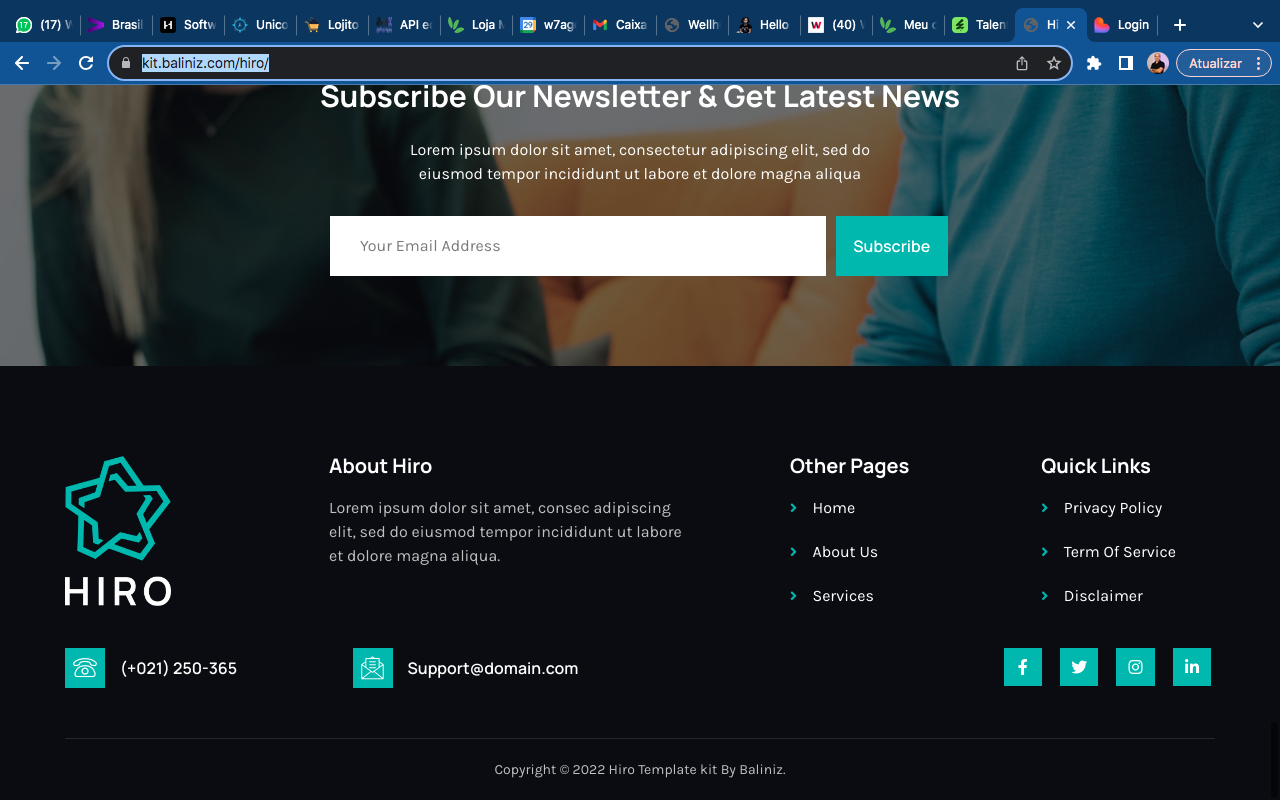 (17)
Brasil
Softw
Unico
Lojito
API e
Loja
w7ag
Caixa
Wellh
Hello
(40)
Meu
Talen
Hi
Login
kit.baliniz.com/hiro/
Atualizar
Subscribe Our Newsletter & Get Latest News
Lorem ipsum dolor sit amet, consectetur adipiscing elit, sed do
eiusmod tempor incididunt ut labore et dolore magna aliqua
Your Email Address
Subscribe
HIRO
About Hiro
Lorem ipsum dolor sit amet, consec adipiscing
elit, sed do eiusmod tempor incididunt ut labore
et dolore magna aliqua.
Other Pages
Home
About Us
Services
Quick Links
Privacy Policy
Term Of Service
Disclaimer
(+021) 250-365
Support@domain.com
Copyright © 2022 Hiro Template kit By Baliniz.